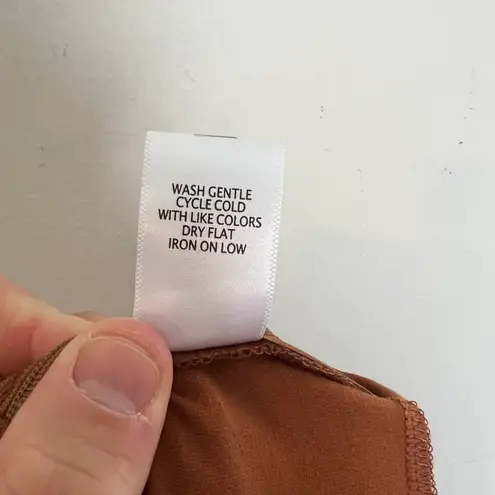 WASH GENTLE
CYCLE COLD
WITH LIKE COLORS
DRY FLAT
IRON ON LOW